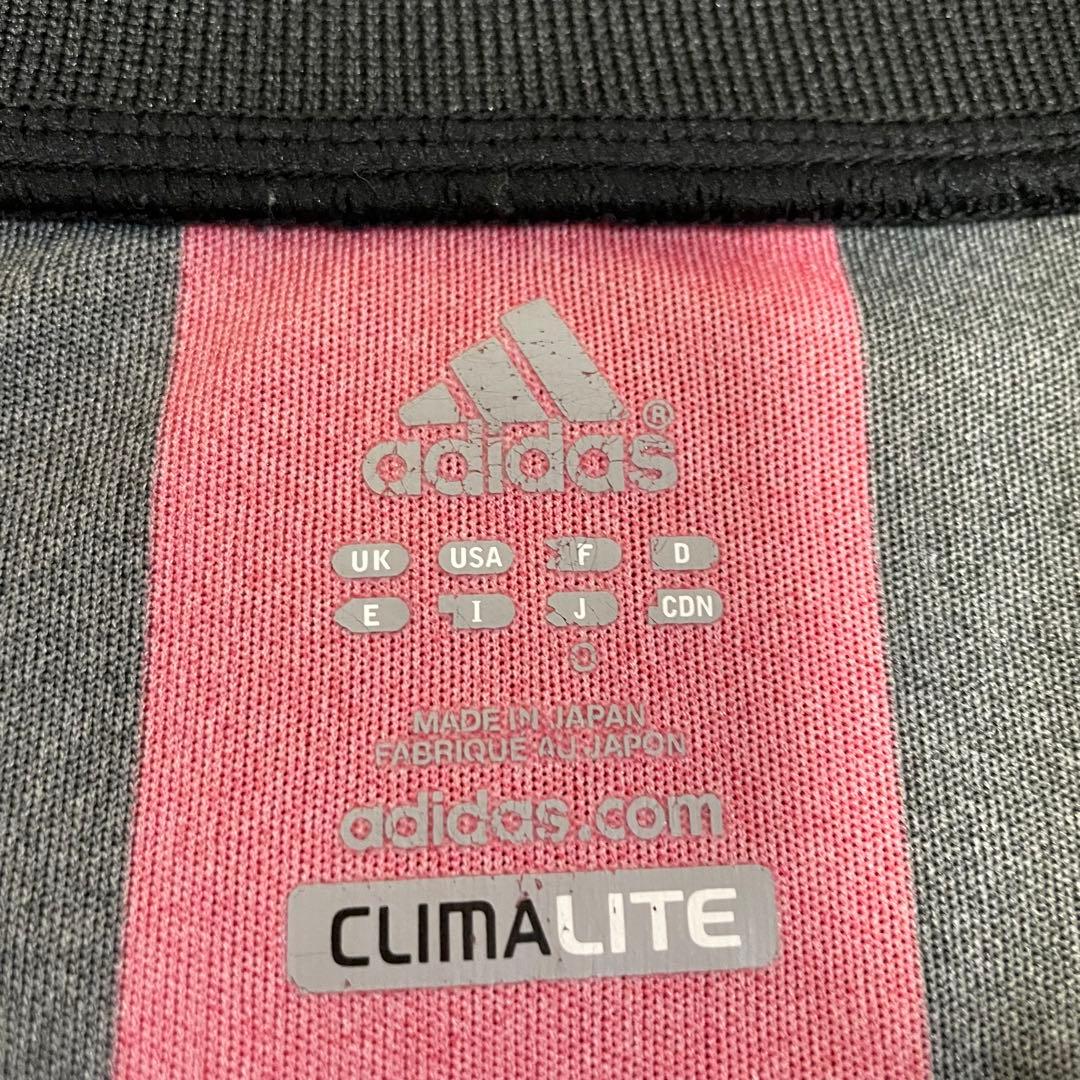 adidas®
UK USA F D
E I J CDN
O
MADE IN JAPAN
FABRIQUE AU JAPON
adidas.com
CLIMALITE